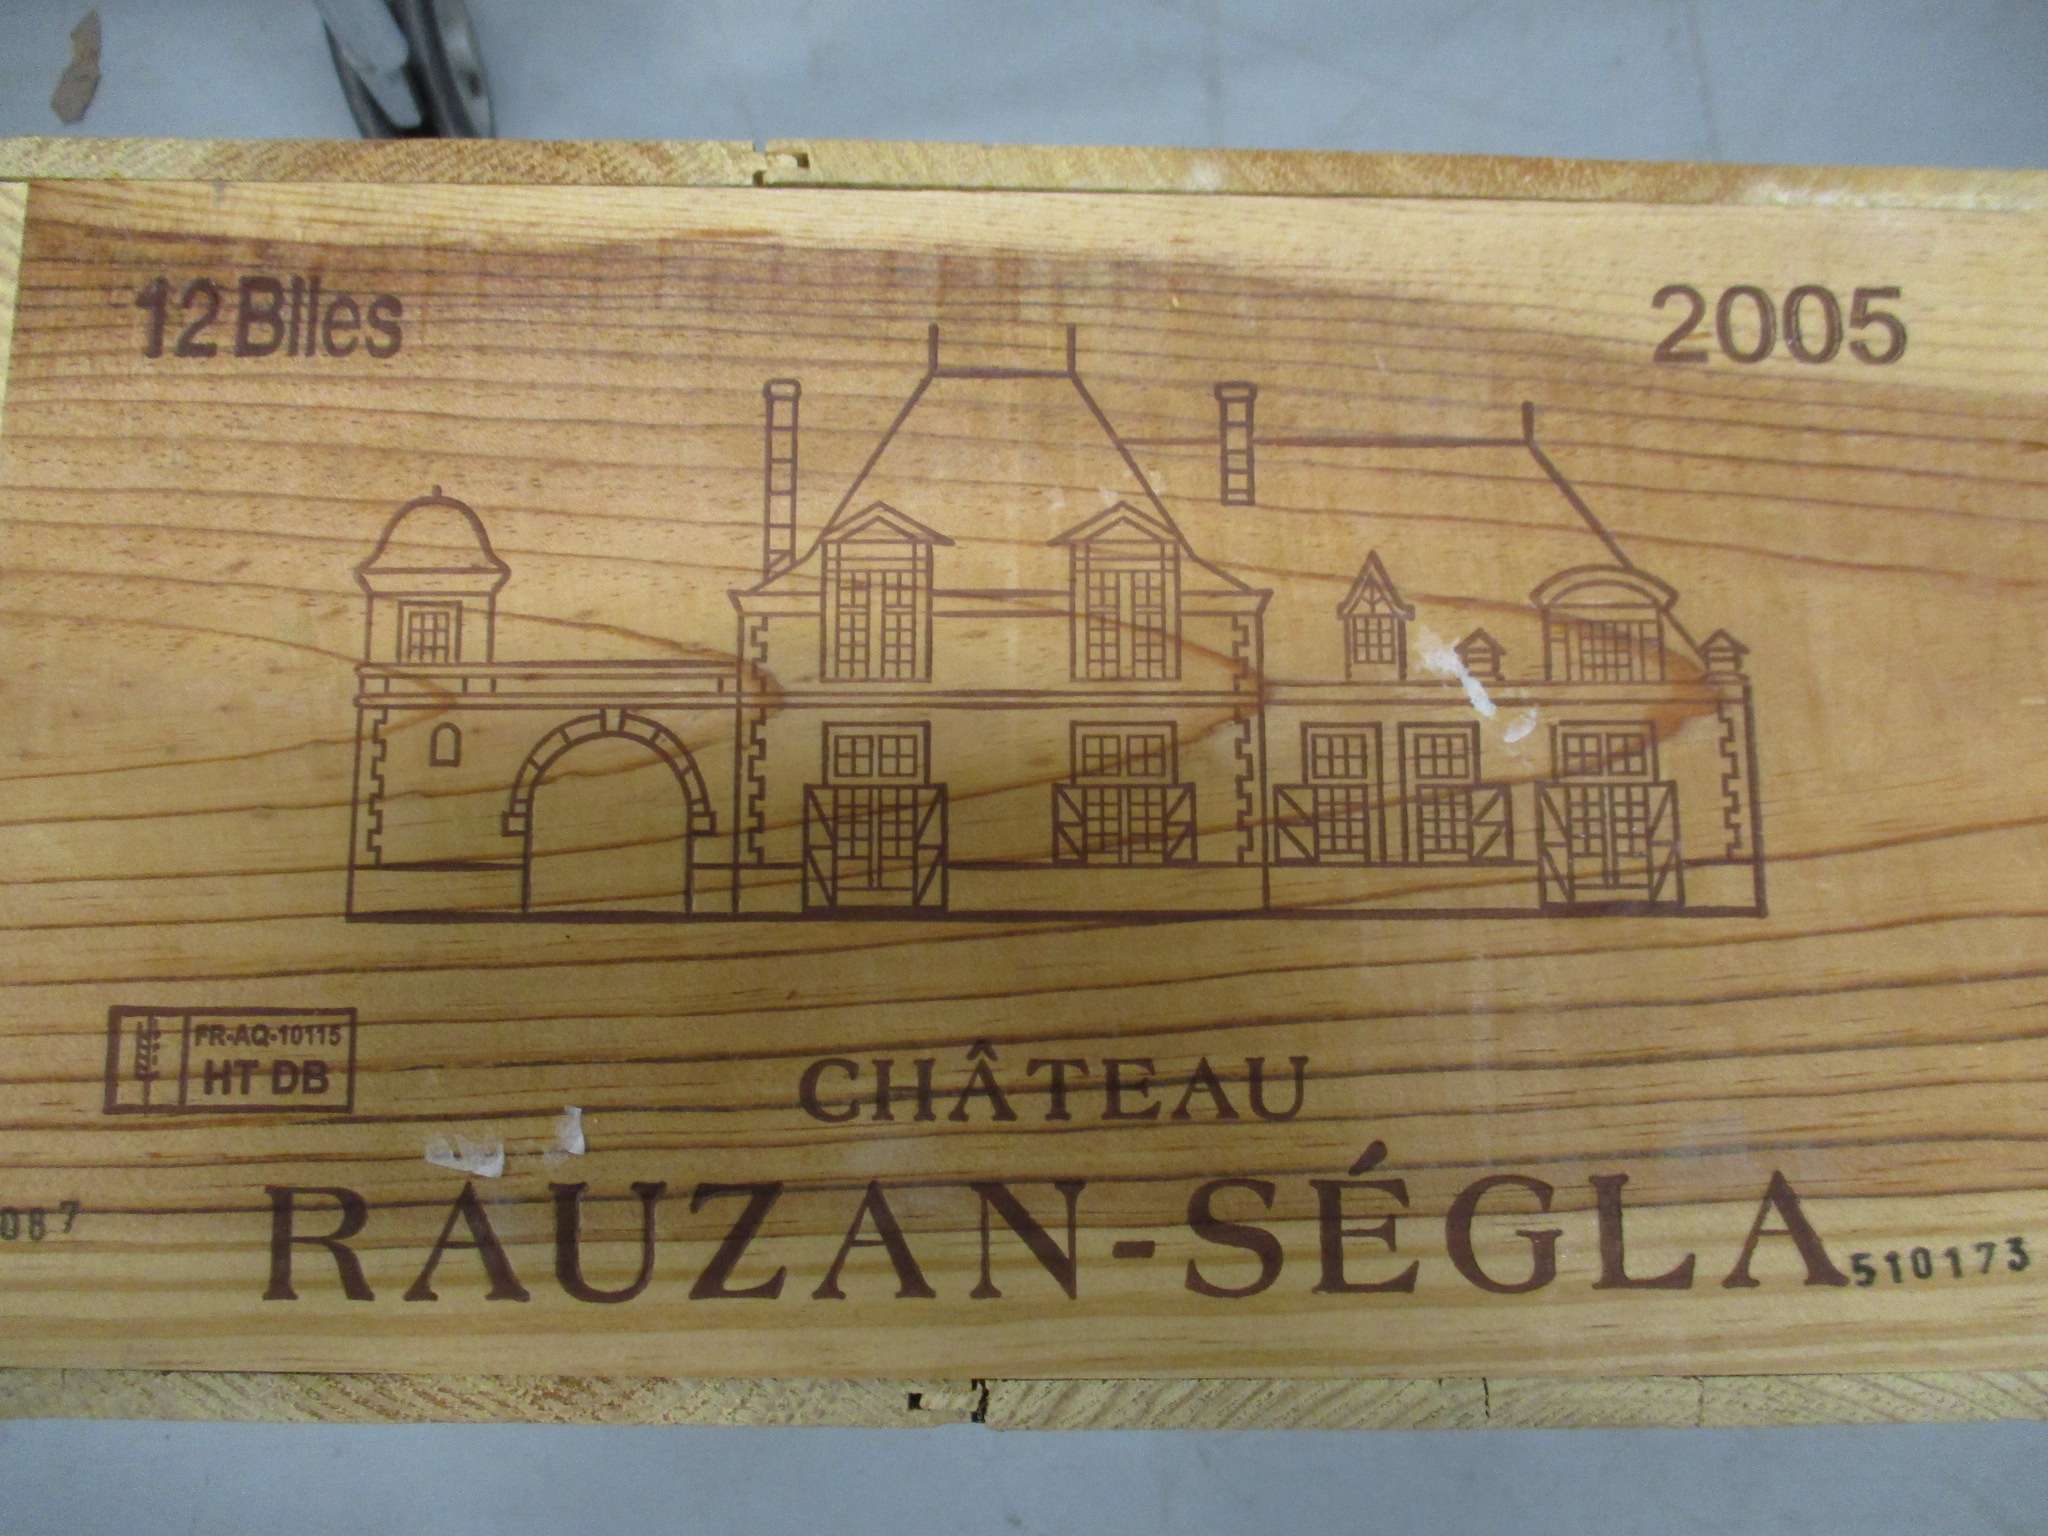 12 Blles
2005
FR-AQ-10115
HT DB
CHÂTEAU
RAUZAN-SÉGLA
087
510173